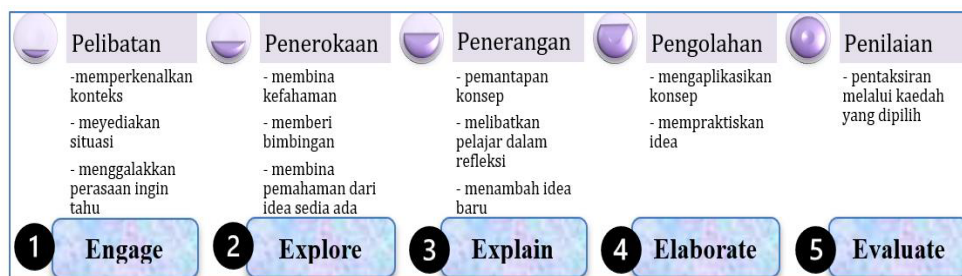 Pelibatan
-memperkenalkan
konteks
- meyediakan
situasi
- menggalakkan
perasaan ingin
tahu
1 Engage
Penerokaan
- membina
kefahaman
- memberi
bimbingan
- membina
pemahaman dari
idea sedia ada
2 Explore
Penerangan
- pemantapan
konsep
- melibatkan
pelajar dalam
refleksi
- menambah idea
baru
3 Explain
Pengolahan
- mengaplikasikan
konsep
- mempraktiskan
idea
4 Elaborate
Penilaian
- pentaksiran
melalui kaedah
yang dipilih
5 Evaluate